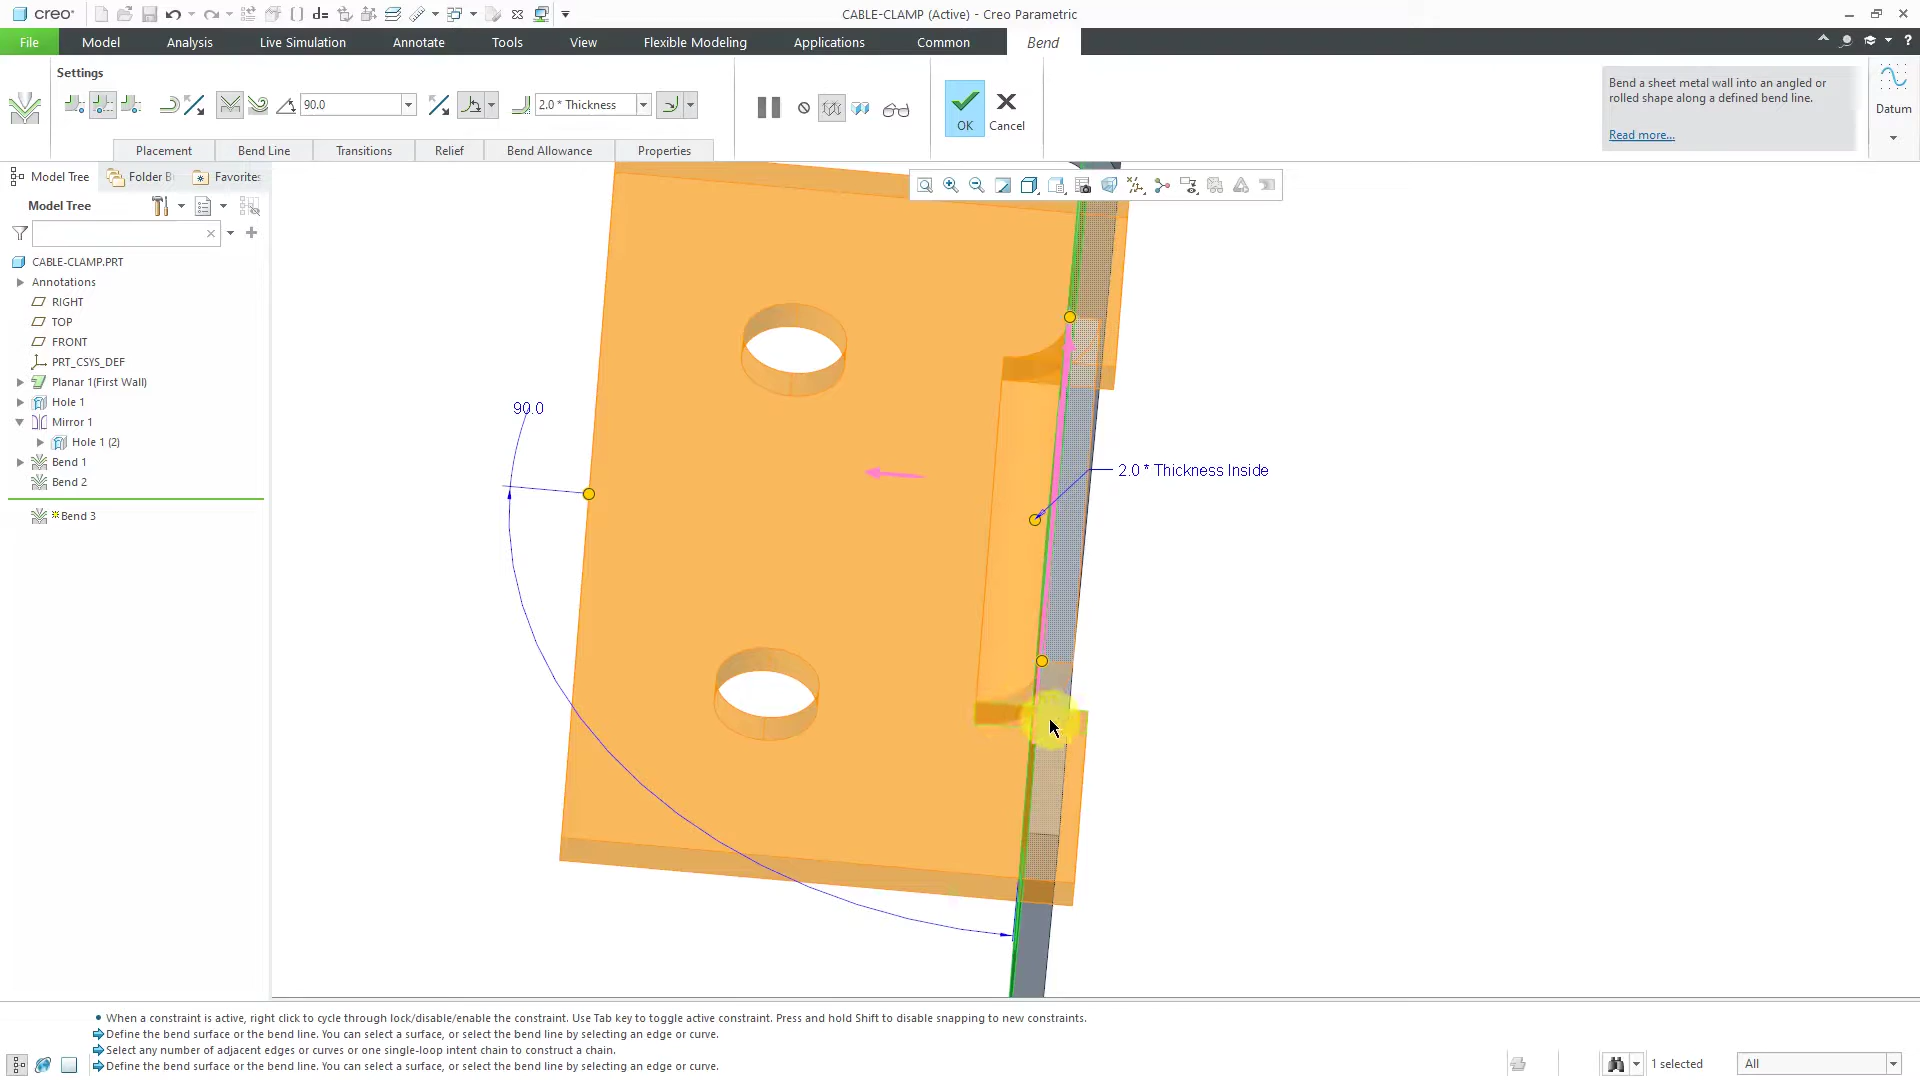 creo®
CABLE-CLAMP (Active) - Creo Parametric
File
Model
Analysis
Live Simulation
Annotate
Tools
View
Flexible Modeling
Applications
Common
Bend
Settings
90.0
2.0 * Thickness
OK
Cancel
Bend a sheet metal wall into an angled or
rolled shape along a defined bend line.
Read more...
Datum
Placement
Bend Line
Transitions
Relief
Bend Allowance
Properties
Model Tree
Folder B
Favorites
Model Tree
CABLE-CLAMP.PRT
Annotations
RIGHT
TOP
FRONT
PRT_CSYS_DEF
Planar 1(First Wall)
Hole 1
Mirror 1
Hole 1 (2)
Bend 1
Bend 2
Bend 3
90.0
2.0 * Thickness Inside
• When a constraint is active, right click to cycle through lock/disable/enable the constraint. Use Tab key to toggle active constraint. Press and hold Shift to disable snapping to new constraints.
Define the bend surface or the bend line. You can select a surface, or select the bend line by selecting an edge or curve.
Select any number of adjacent edges or curves or one single-loop intent chain to construct a chain.
Define the bend surface or the bend line. You can select a surface, or select the bend line by selecting an edge or curve.
1 selected
All